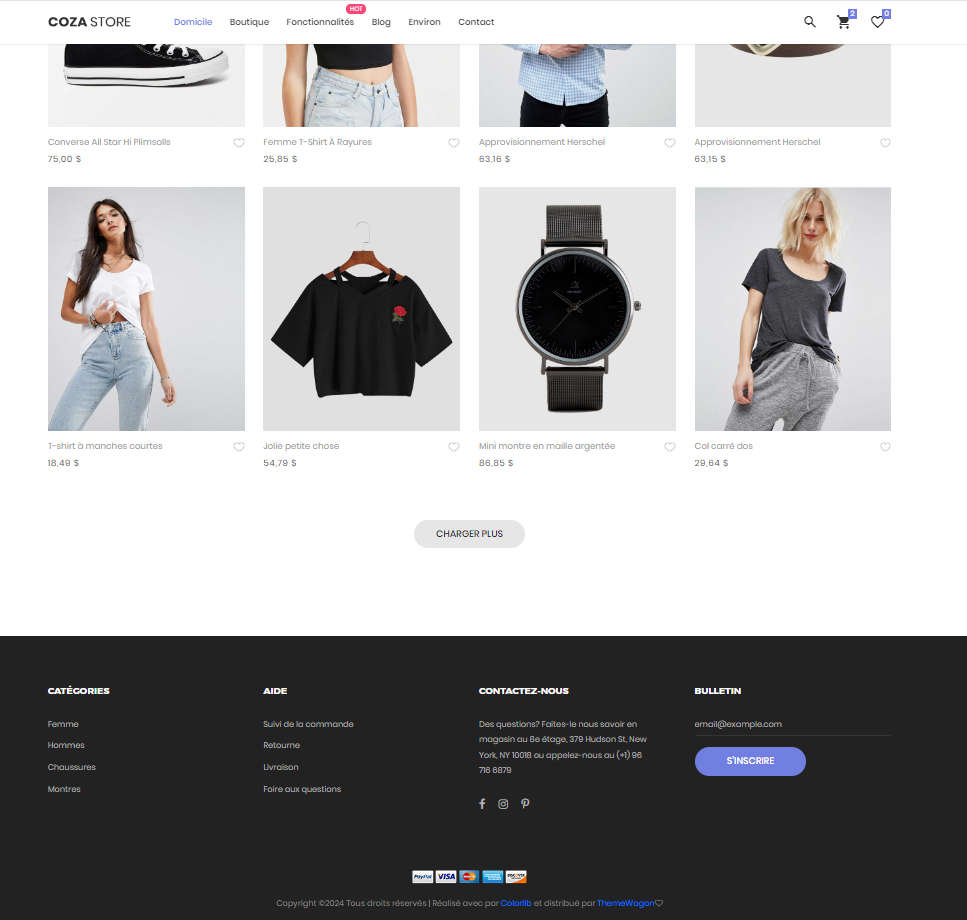 COZA STORE Domicile Boutique Fonctionnalités HOT Blog Environ Contact 2 0
Converse All Star Hi Plimsolls Femme T-Shirt À Rayures Approvisionnement Herschel Approvisionnement Herschel
75,00 $ 25,85 $ 63,16 $ 63,15 $
T-shirt à manches courtes Jolie petite chose Mini montre en maille argentée Col carré dos
18,49 $ 54,79 $ 86,85 $ 29,64 $
CHARGER PLUS
CATÉGORIES
Femme
Hommes
Chaussures
Montres
AIDE
Suivi de la commande
Retourne
Livraison
Foire aux questions
CONTACTEZ-NOUS
Des questions? Faites-le nous savoir en
magasin au 8e étage, 379 Hudson St, New
York, NY 10018 ou appelez-nous au (+1) 96
716 6879
BULLETIN
email@example.com
S'INSCRIRE
PayPal VISA
Copyright ©2024 Tous droits réservés | Réalisé avec par Colorlib et distribué par ThemeWagon